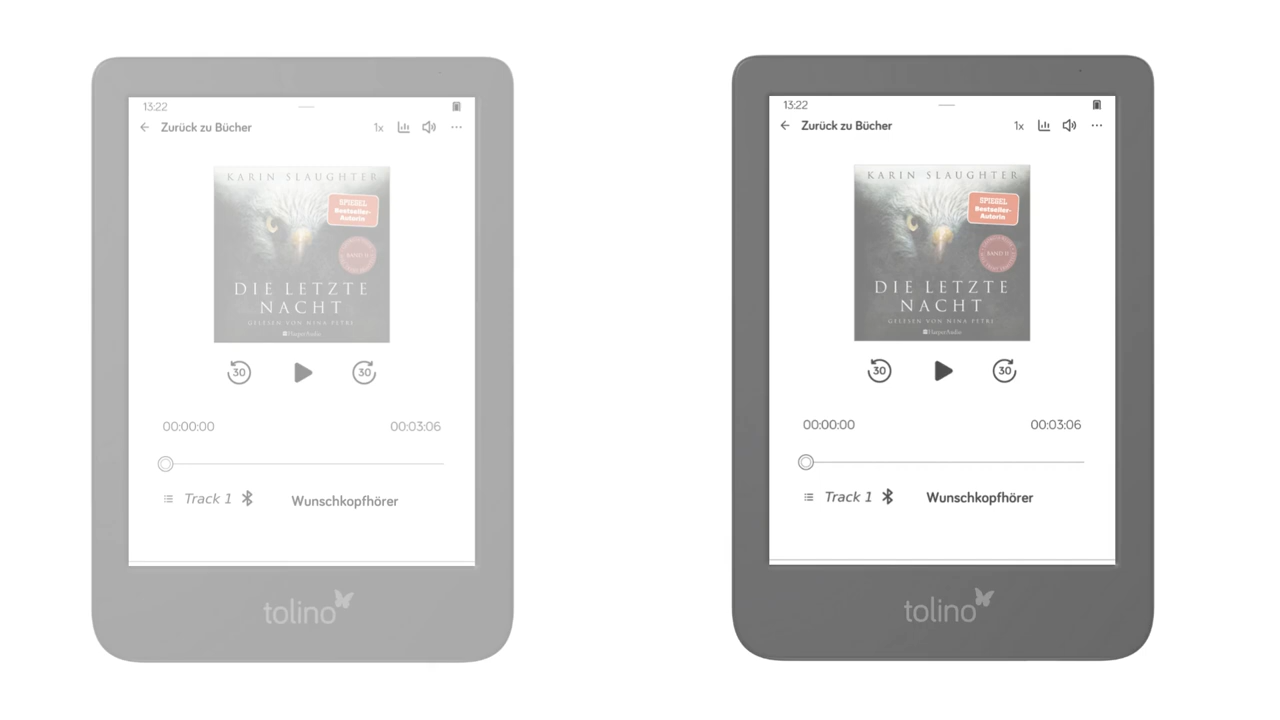 13:22
Zurück zu Bücher
1x
KARIN SLAUGHTER
SPIEGEL
Bestseller-
Autorin
BAND 11
DIE LETZTE
NACHT
GELESEN VON NINA PETRI
HarperAudio
30
30
00:00:00
00:03:06
Track 1
Wunschkopfhörer
tolino
13:22
Zurück zu Bücher
1x
KARIN SLAUGHTER
SPIEGEL
Bestseller-
Autorin
BAND 11
DIE LETZTE
NACHT
GELESEN VON NINA PETRI
HarperAudio
30
30
00:00:00
00:03:06
Track 1
Wunschkopfhörer
tolino